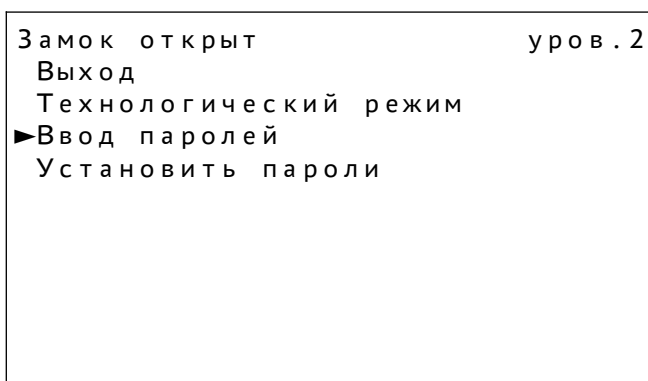 Замок открыт уров.2
Выход
Технологический режим
►Ввод паролей
Установить пароли